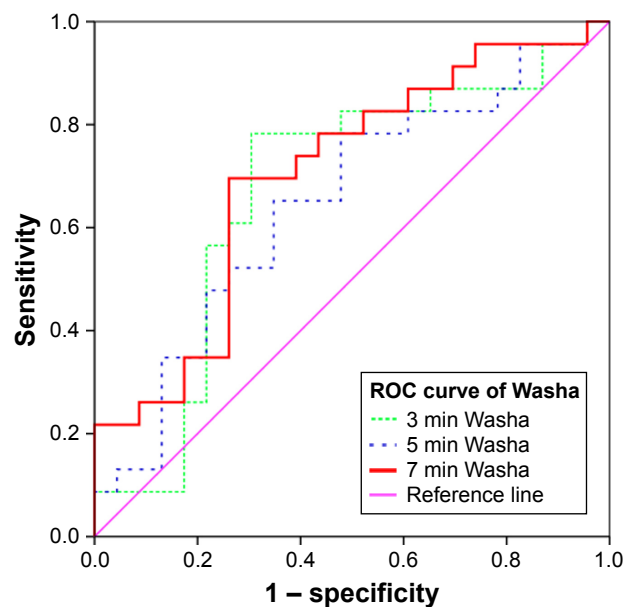 1.0
0.8
0.6
0.4
0.2
0.0
Sensitivity
ROC curve of Washa
3 min Washa
5 min Washa
7 min Washa
Reference line
0.0 0.2 0.4 0.6 0.8 1.0
1 – specificity